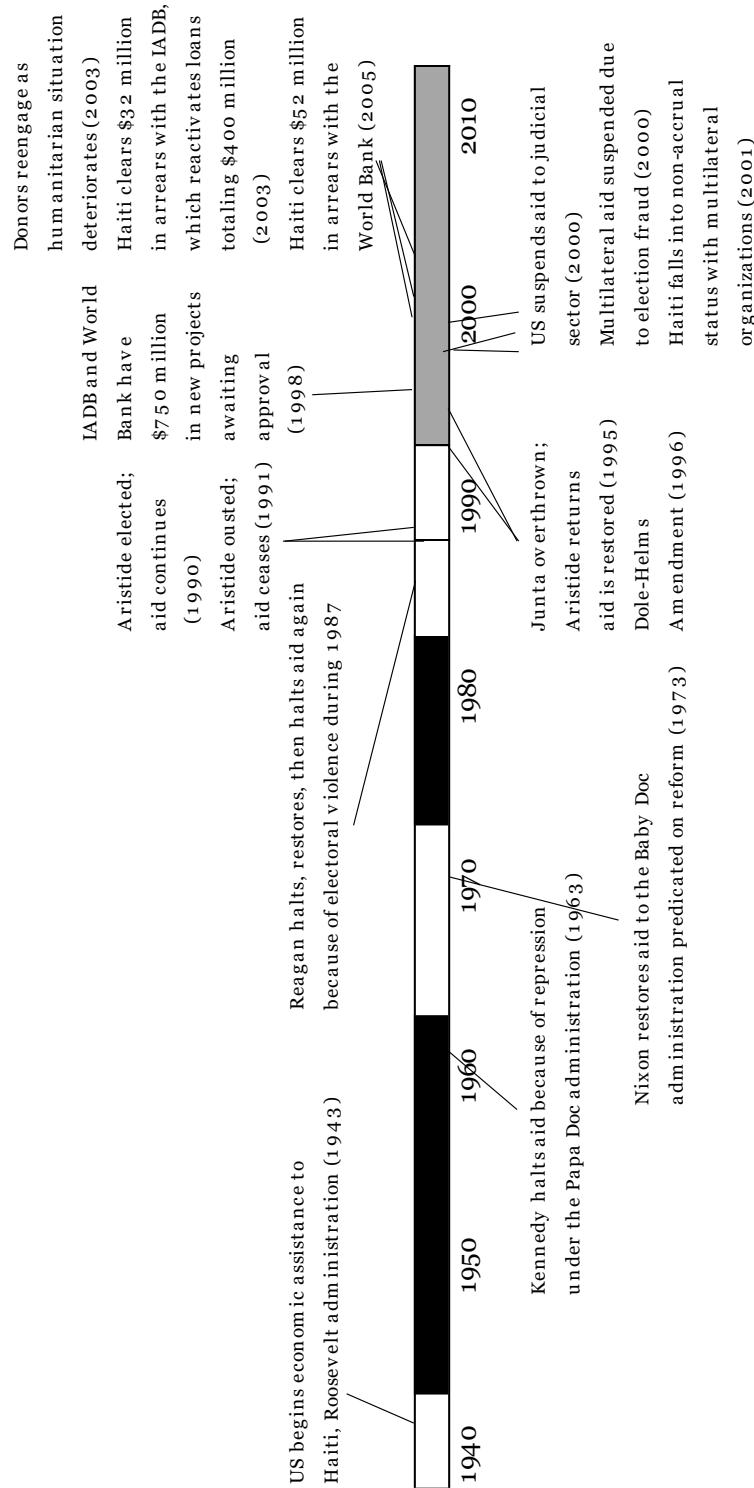 US begins economic assistance to
Haiti, Roosevelt administration (1943)
Reagan halts, restores, then halts aid again
because of electoral violence during 1987
Aristide elected;
aid continues
(1990)
Aristide ousted;
aid ceases (1991)
IADB and World
Bank have
$750 million
in new projects
awaiting
approval
(1998)
Donors reengage as
humanitarian situation
deteriorates (2003)
Haiti clears $32 million
in arrears with the IADB,
which reactivates loans
totaling $400 million
(2003)
Haiti clears $52 million
in arrears with the
World Bank (2005)
1940
1950
1960
1970
1980
1990
2000
2010
Kennedy halts aid because of repression
under the Papa Doc administration (1963)
Nixon restores aid to the Baby Doc
administration predicated on reform (1973)
Junta overthrown;
Aristide returns
aid is restored (1995)
Dole-Helms
Amendment (1996)
US suspends aid to judicial
sector (2000)
Multilateral aid suspended due
to election fraud (2000)
Haiti falls into non-accrual
status with multilateral
organizations (2001)